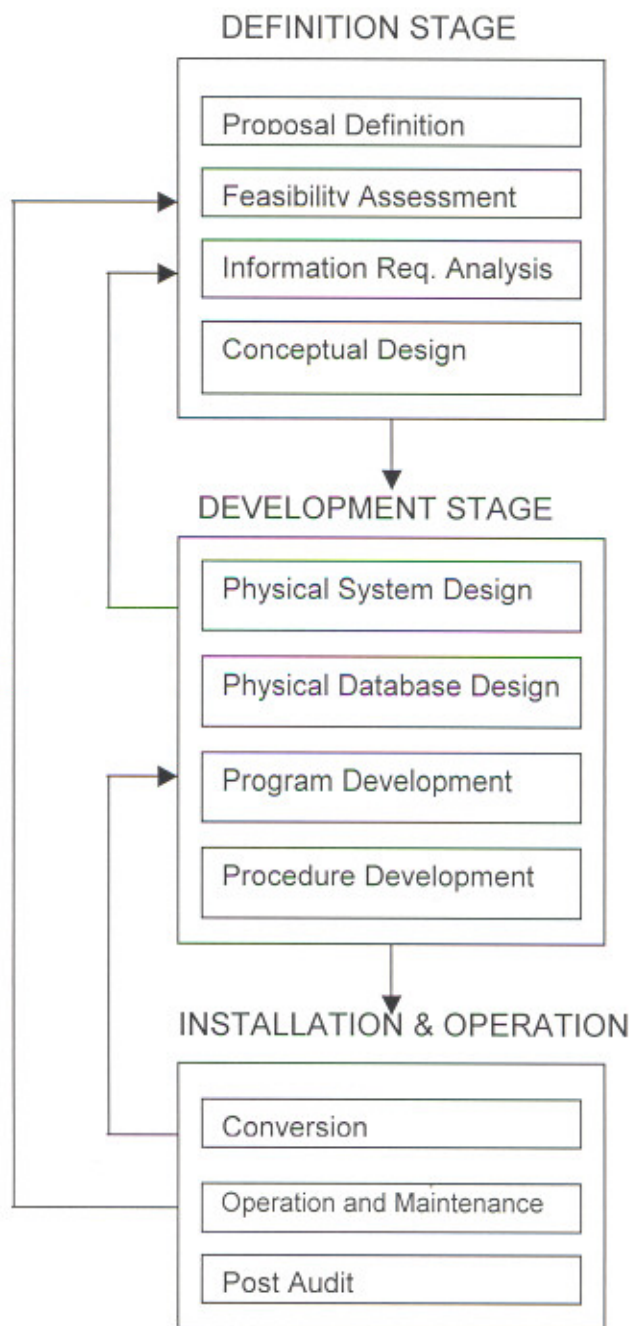 DEFINITION STAGE
Proposal Definition
Feasibility Assessment
Information Req. Analysis
Conceptual Design
DEVELOPMENT STAGE
Physical System Design
Physical Database Design
Program Development
Procedure Development
INSTALLATION & OPERATION
Conversion
Operation and Maintenance
Post Audit